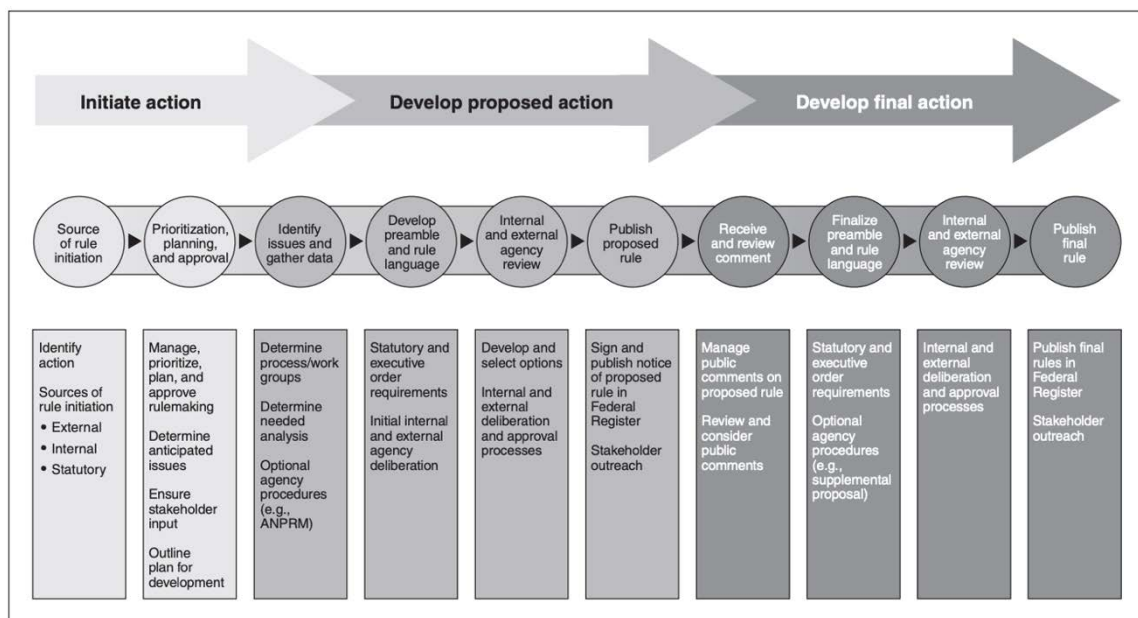 Initiate action
Develop proposed action
Develop final action
Source
of rule
initiation
Prioritization,
planning,
and approval
Identify
issues and
gather data
Develop
preamble
and rule
language
Internal
and external
agency
review
Publish
proposed
rule
Receive
and review
comment
Finalize
preamble
and rule
language
Internal
and external
agency
review
Publish
final
rule
Identify
action
Sources of
rule initiation
• External
• Internal
• Statutory
Manage,
prioritize,
plan, and
approve
rulemaking
Determine
anticipated
issues
Ensure
stakeholder
input
Outline
plan for
development
Determine
process/work
groups
Determine
needed
analysis
Optional
agency
procedures
(e.g.,
ANPRM)
Statutory and
executive
order
requirements
Initial internal
and external
agency
deliberation
Develop and
select options
Internal and
external
deliberation
and approval
processes
Sign and
publish notice
of proposed
rule in
Federal
Register
Stakeholder
outreach
Manage
public
comments on
proposed rule
Review and
consider
public
comments
Statutory and
executive
order
requirements
Optional
agency
procedures
(e.g.,
supplemental
proposal)
Internal and
external
deliberation
and approval
processes
Publish final
rules in
Federal
Register
Stakeholder
outreach